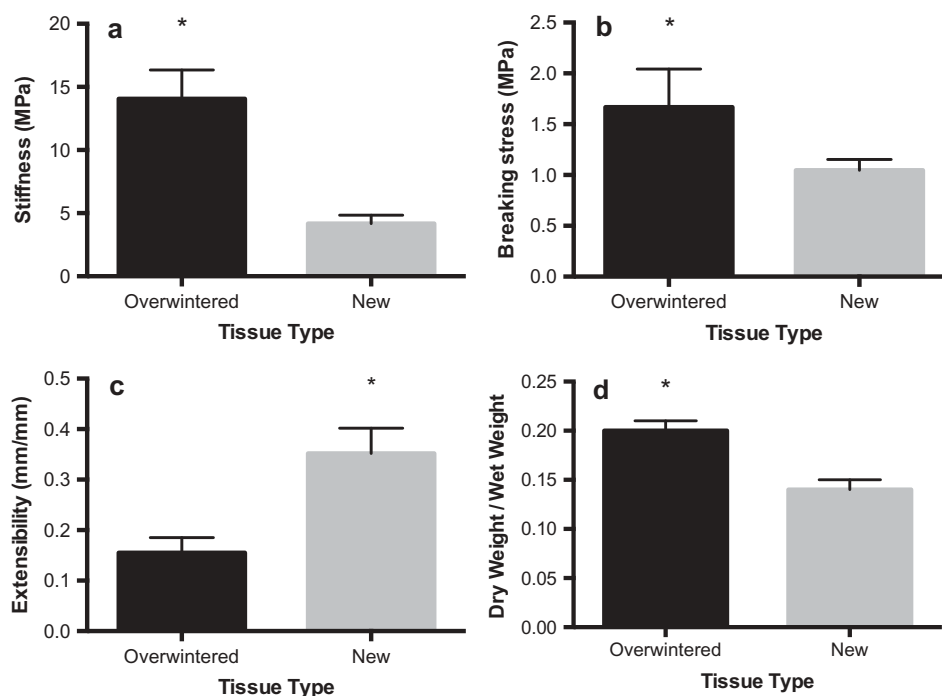 a
*
Stiffness (MPa)
20
15
10
5
0
Overwintered New
Tissue Type
b
*
Breaking stress (MPa)
2.5
2.0
1.5
1.0
0.5
0.0
Overwintered New
Tissue Type
c
*
Extensibility (mm/mm)
0.5
0.4
0.3
0.2
0.1
0.0
Overwintered New
Tissue Type
d
*
Dry Weight / Wet Weight
0.25
0.20
0.15
0.10
0.05
0.00
Overwintered New
Tissue Type